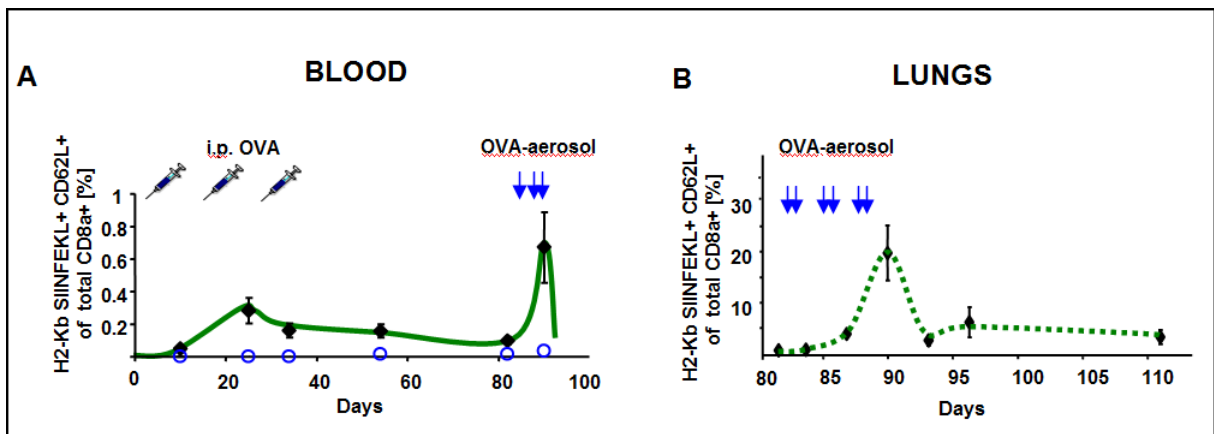 A
BLOOD
i.p. OVA
OVA-aerosol
H2-Kb SIINFEKL+ CD62L+
of total CD8a+ [%]
1
0.8
0.6
0.4
0.2
0 20 40 60 80 100
Days
B
LUNGS
OVA-aerosol
H2-Kb SIINFEKL+ CD62L+
of total CD8a+ [%]
30
20
10
80 85 90 95 100 105 110
Days